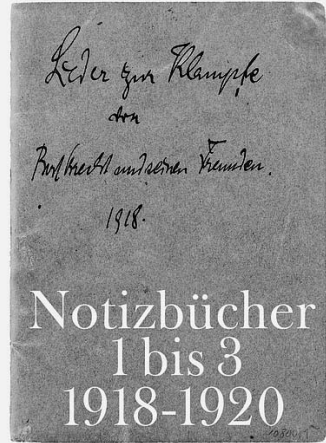 Lieder zur Klampfe
von
Bert Brecht und seinen Freunden.
1918.
Notizbücher
1 bis 3
1918-1920